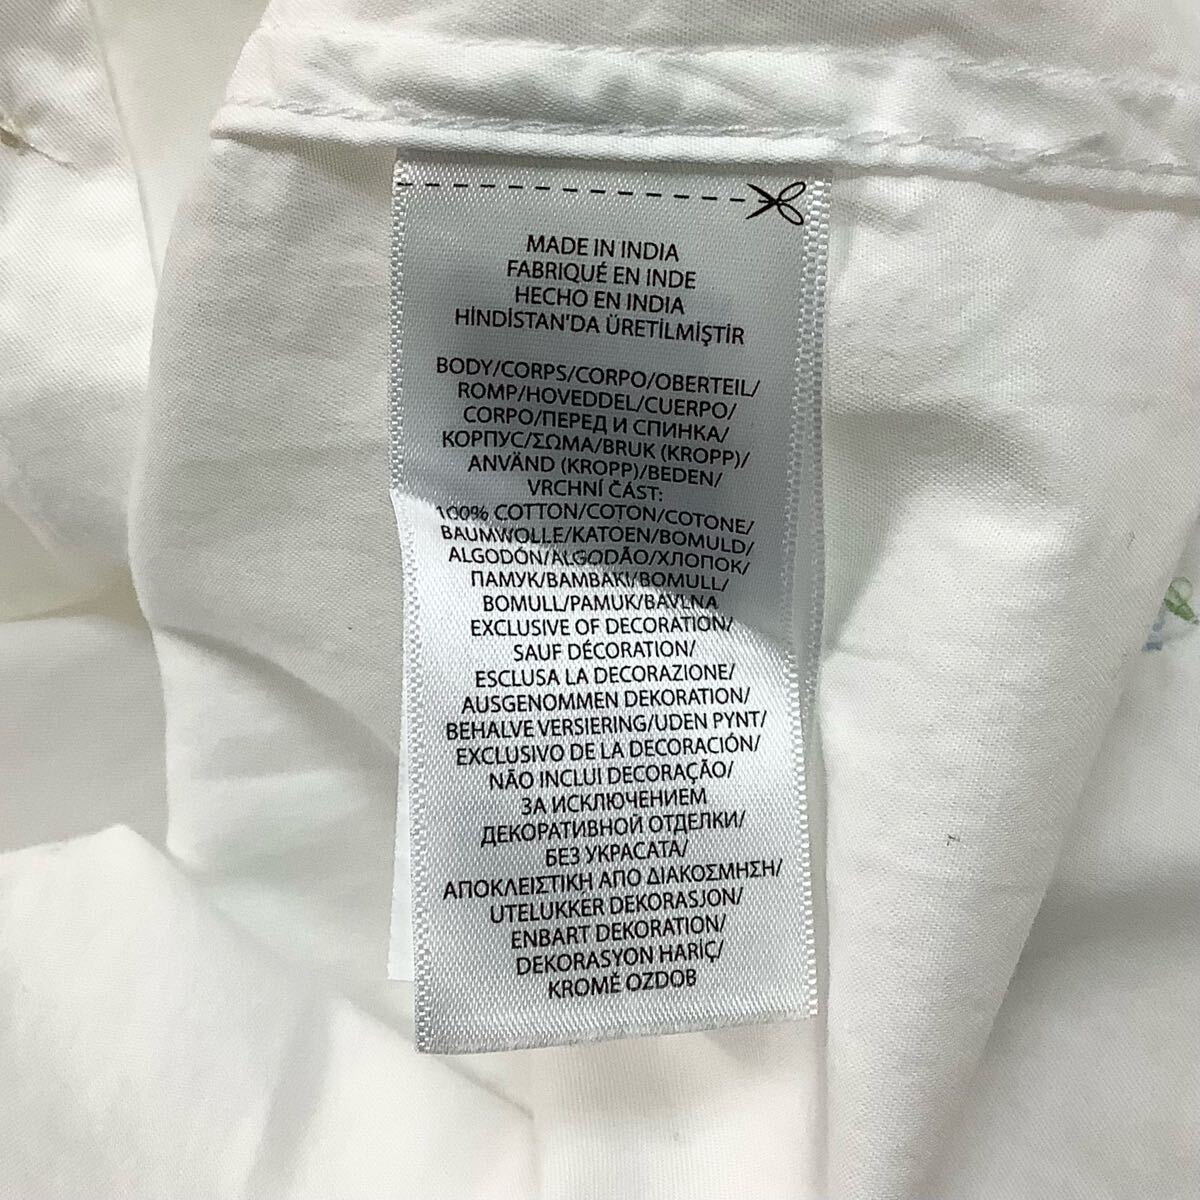 MADE IN INDIA
FABRIQUÉ EN INDE
HECHO EN INDIA
HİNDİSTAN'DA ÜRETİLMİŞTİR
BODY/CORPS/CORPO/OBERTEIL/
ROMP/HOVEDDEL/CUERPO/
CORPO/ПЕРЕД И СПИНКА/
КОРПУС/ΣΩΜΑ/BRUK (KROPP)/
ANVÄND (KROPP)/BEDEN/
VRCHNÍ ČÁST:
100% COTTON/COTON/COTONE/
BAUMWOLLE/KATOEN/BOMULD/
ALGODÓN/ALGODÃO/ХЛОПОК/
ПАМУК/ΒΑΜΒΑΚΙ/BOMULL/
BOMULL/PAMUK/BAVLNA
EXCLUSIVE OF DECORATION/
SAUF DÉCORATION/
ESCLUSA LA DECORAZIONE/
AUSGENOMMEN DEKORATION/
BEHALVE VERSIERING/UDEN PYNT/
EXCLUSIVO DE LA DECORACIÓN/
NÃO INCLUI DECORAÇÃO/
ЗА ИСКЛЮЧЕНИЕМ
ДЕКОРАТИВНОЙ ОТДЕЛКИ/
БЕЗ УКРАСАТА/
ΑΠΟΚΛΕΙΣΤΙΚΗ ΑΠΟ ΔΙΑΚΟΣΜΗΣΗ/
UTELUKKER DEKORASJON/
ENBART DEKORATION/
DEKORASYON HARİÇ/
KROMĚ OZDOB